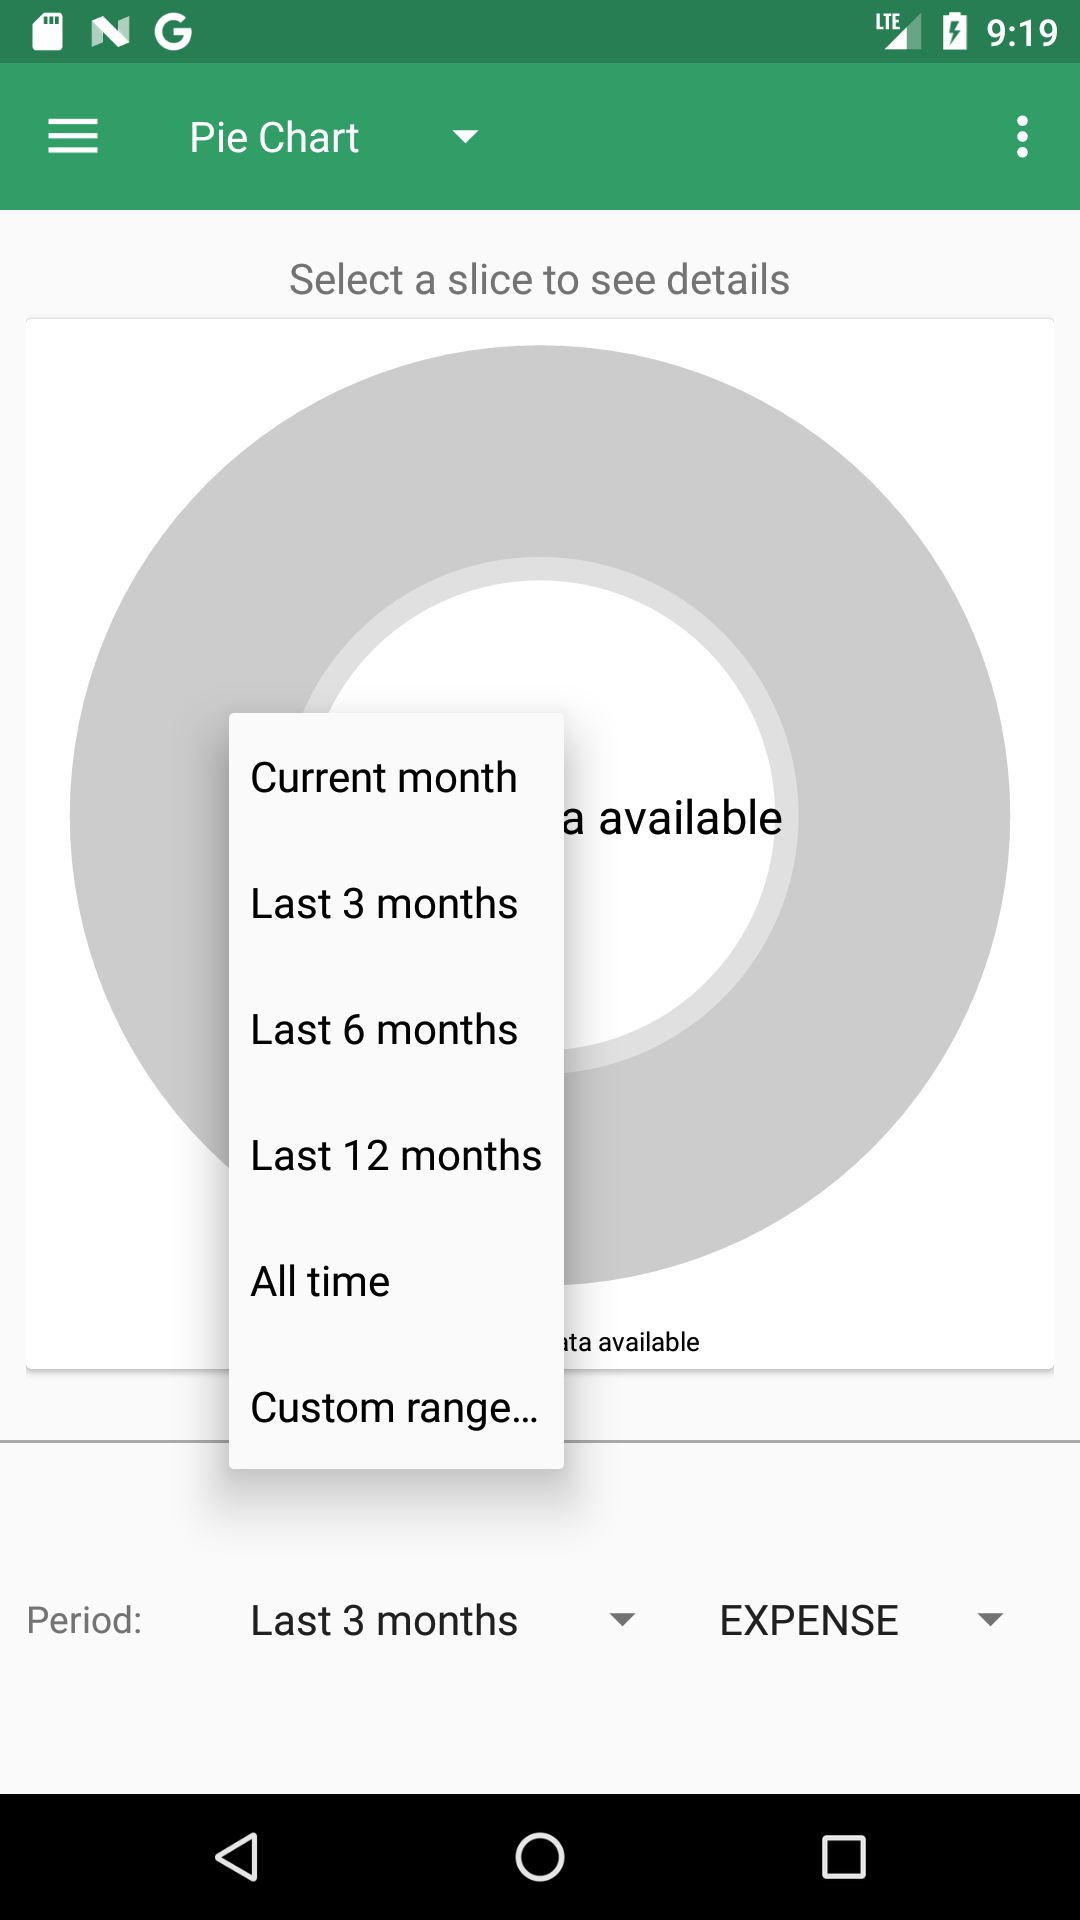 LTE 9:19
Pie Chart
Select a slice to see details
Current month
a available
Last 3 months
Last 6 months
Last 12 months
All time
ata available
Custom range...
Period: Last 3 months EXPENSE